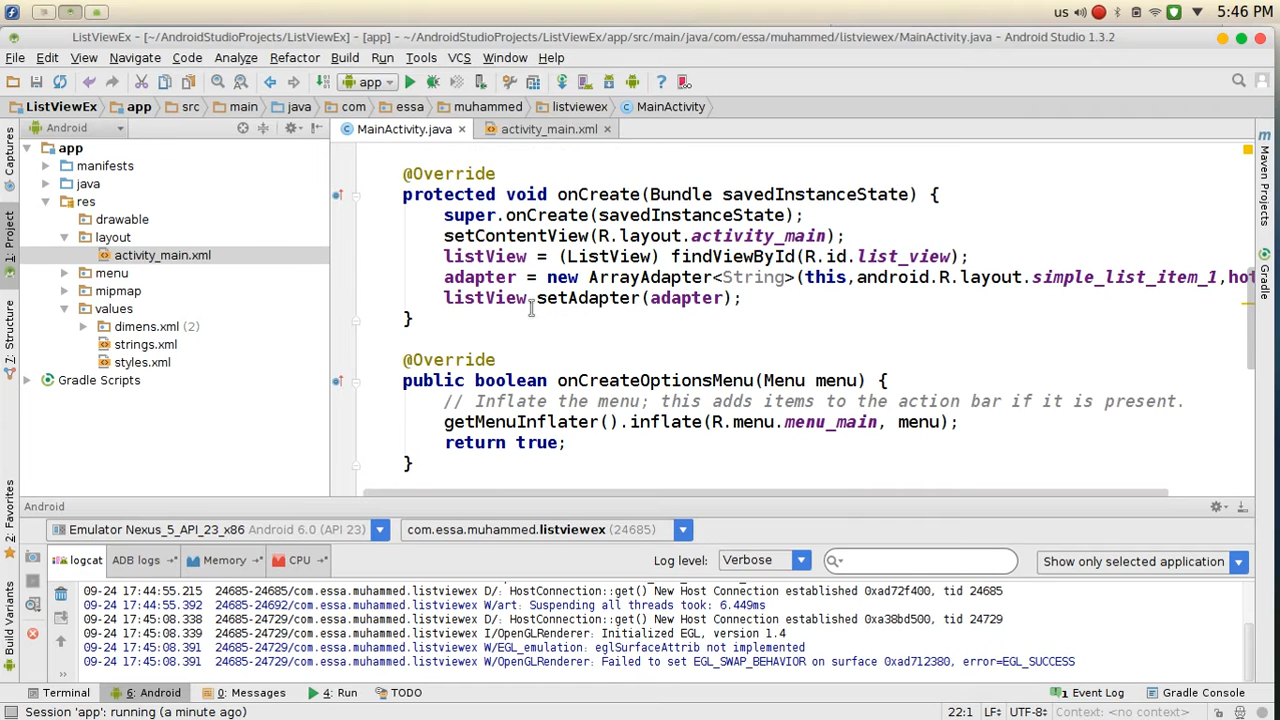 us 5:46 PM
ListViewEx - [~/AndroidStudioProjects/ListViewEx] - [app] - ~/AndroidStudioProjects/ListViewEx/app/src/main/java/com/essa/muhammed/listviewex/MainActivity.java - Android Studio 1.3.2
File Edit View Navigate Code Analyze Refactor Build Run Tools VCS Window Help
app
ListViewEx app src main java com essa muhammed listviewex MainActivity
Android MainActivity.java activity_main.xml
Captures
1: Project
7: Structure
2: Favorites
Build Variants
app
manifests
java
res
drawable
layout
activity_main.xml
menu
mipmap
values
dimens.xml (2)
strings.xml
styles.xml
Gradle Scripts
@Override
protected void onCreate(Bundle savedInstanceState) {
super.onCreate(savedInstanceState);
setContentView(R.layout.activity_main);
listView = (ListView) findViewById(R.id.list_view);
adapter = new ArrayAdapter<String>(this,android.R.layout.simple_list_item_1,hot
listView.setAdapter(adapter);
}
@Override
public boolean onCreateOptionsMenu(Menu menu) {
// Inflate the menu; this adds items to the action bar if it is present.
getMenuInflater().inflate(R.menu.menu_main, menu);
return true;
}
m
Maven Projects
Gradle
Android
Emulator Nexus_5_API_23_x86 Android 6.0 (API 23) com.essa.muhammed.listviewex (24685)
logcat ADB logs Memory CPU Log level: Verbose Show only selected application
09-24 17:44:55.215 24685-24685/com.essa.muhammed.listviewex D/: HostConnection::get() New Host Connection established 0xad72f400, tid 24685
09-24 17:44:55.392 24685-24692/com.essa.muhammed.listviewex W/art: Suspending all threads took: 6.449ms
09-24 17:45:08.338 24685-24729/com.essa.muhammed.listviewex D/: HostConnection::get() New Host Connection established 0xa38bd500, tid 24729
09-24 17:45:08.339 24685-24729/com.essa.muhammed.listviewex I/OpenGLRenderer: Initialized EGL, version 1.4
09-24 17:45:08.391 24685-24729/com.essa.muhammed.listviewex W/EGL_emulation: eglSurfaceAttrib not implemented
09-24 17:45:08.391 24685-24729/com.essa.muhammed.listviewex W/OpenGLRenderer: Failed to set EGL_SWAP_BEHAVIOR on surface 0xad712380, error=EGL_SUCCESS
Terminal 6: Android 0: Messages 4: Run TODO 1 Event Log Gradle Console
Session 'app': running (a minute ago) 22:1 LF÷ UTF-8÷ Context: <no context>